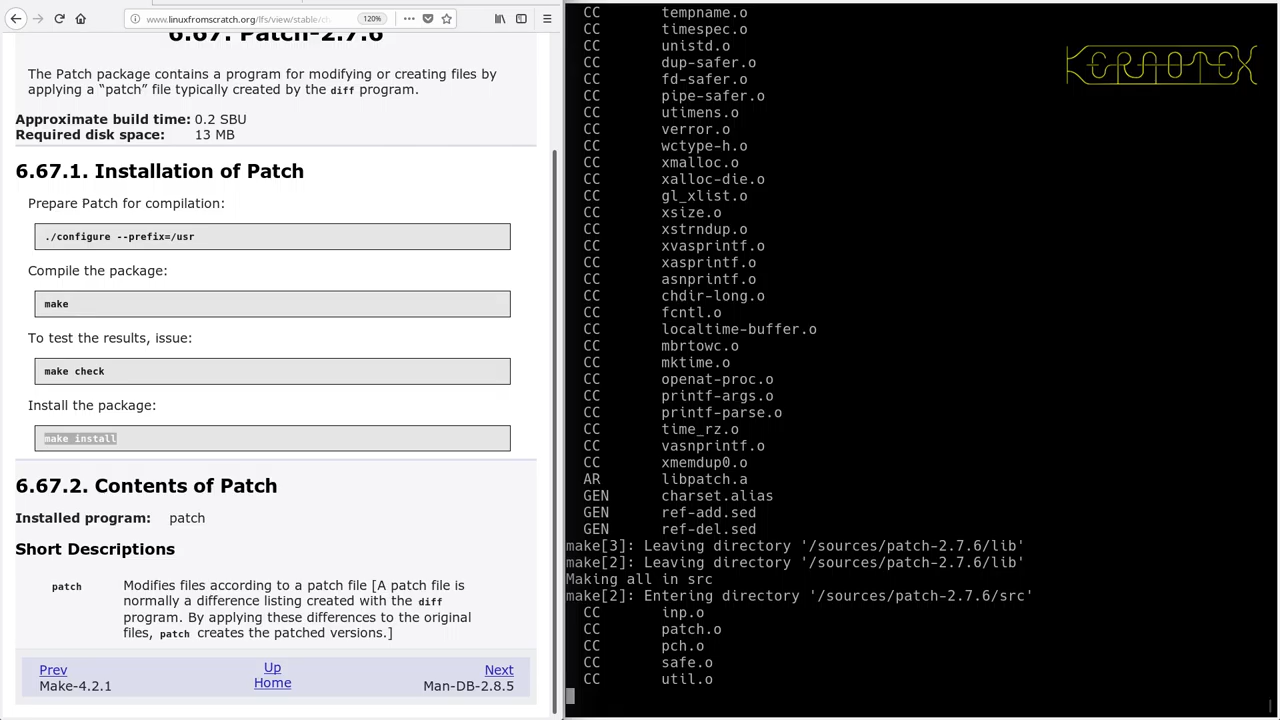 www.linuxfromscratch.org/lfs/view/stable/ch
120%
6.67. Patch-2.7.6
The Patch package contains a program for modifying or creating files by
applying a “patch” file typically created by the diff program.
Approximate build time: 0.2 SBU
Required disk space: 13 MB
6.67.1. Installation of Patch
Prepare Patch for compilation:
./configure --prefix=/usr
Compile the package:
make
To test the results, issue:
make check
Install the package:
make install
6.67.2. Contents of Patch
Installed program: patch
Short Descriptions
patch Modifies files according to a patch file [A patch file is
normally a difference listing created with the diff
program. By applying these differences to the original
files, patch creates the patched versions.]
Prev Up Next
Make-4.2.1 Home Man-DB-2.8.5
CC tempname.o
CC timespec.o
CC unistd.o
CC dup-safer.o
CC fd-safer.o
CC pipe-safer.o
CC utimens.o
CC verror.o
CC wctype-h.o
CC xmalloc.o
CC xalloc-die.o
CC gl_xlist.o
CC xsize.o
CC xstrndup.o
CC xvasprintf.o
CC xasprintf.o
CC asnprintf.o
CC chdir-long.o
CC fcntl.o
CC localtime-buffer.o
CC mbrtowc.o
CC mktime.o
CC openat-proc.o
CC printf-args.o
CC printf-parse.o
CC time_rz.o
CC vasnprintf.o
CC xmemdup0.o
AR libpatch.a
GEN charset.alias
GEN ref-add.sed
GEN ref-del.sed
make[3]: Leaving directory '/sources/patch-2.7.6/lib'
make[2]: Leaving directory '/sources/patch-2.7.6/lib'
Making all in src
make[2]: Entering directory '/sources/patch-2.7.6/src'
CC inp.o
CC patch.o
CC pch.o
CC safe.o
CC util.o